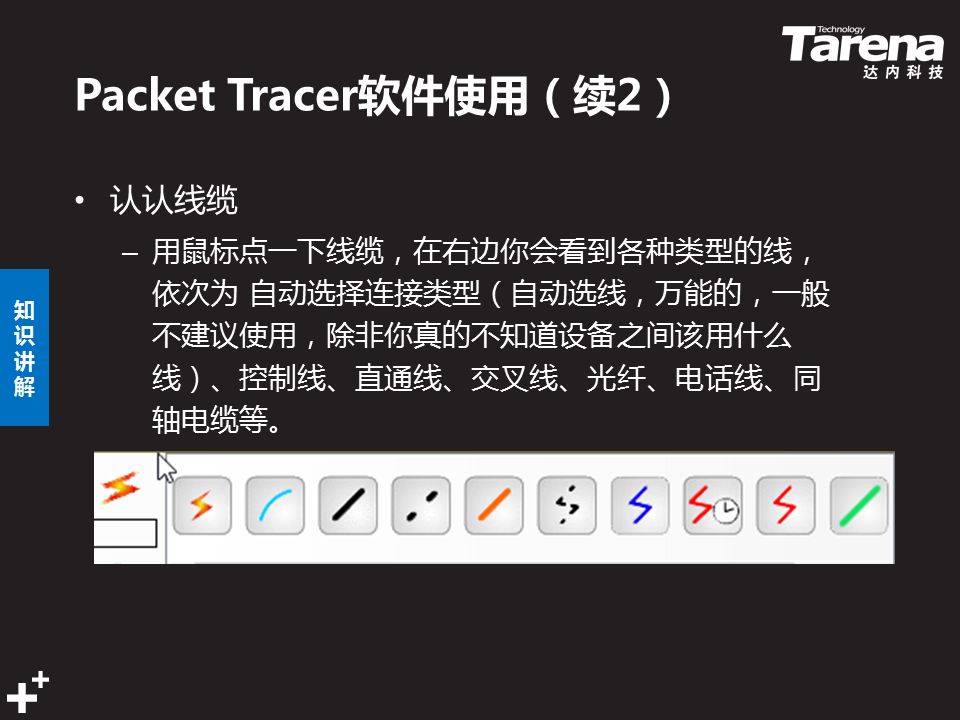 Technology
Tarena
达内科技
Packet Tracer软件使用（续2）
• 认认线缆
– 用鼠标点一下线缆，在右边你会看到各种类型的线，
依次为 自动选择连接类型（自动选线，万能的，一般
不建议使用，除非你真的不知道设备之间该用什么
线）、控制线、直通线、交叉线、光纤、电话线、同
轴电缆等。
知
识
讲
解